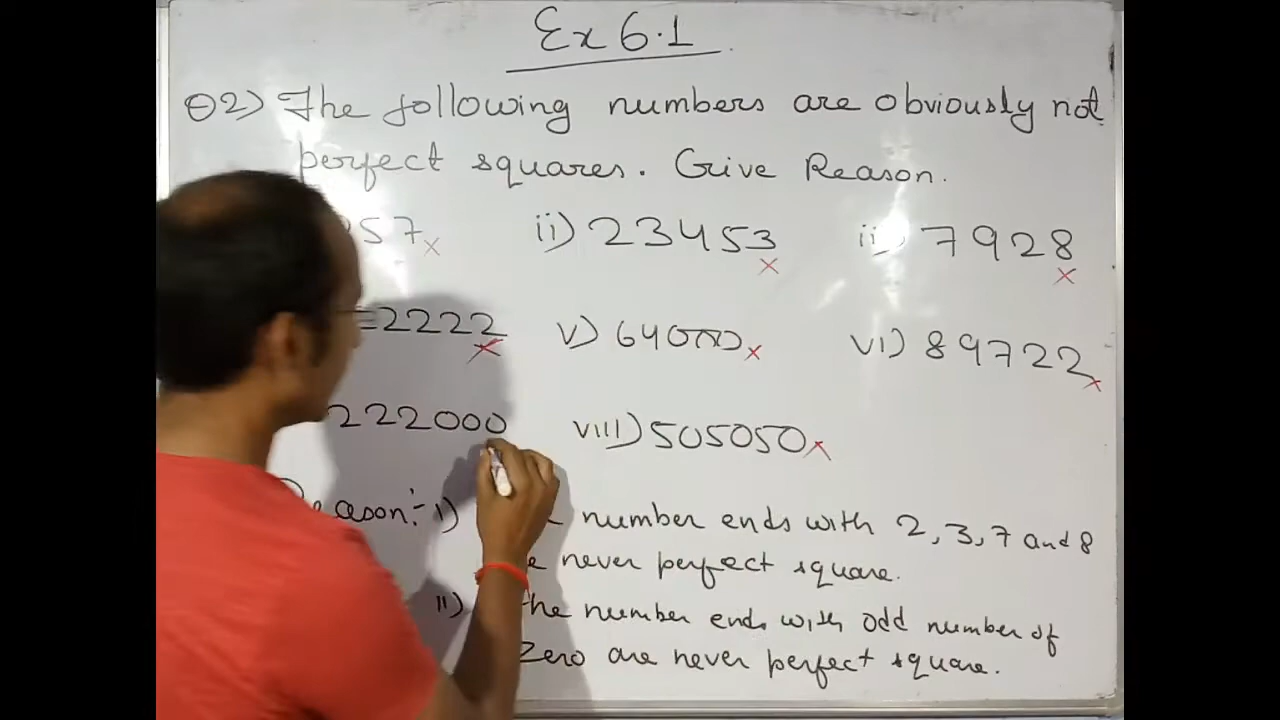 Ex 6.1
Q2) The following numbers are obviously not
perfect squares. Give Reason.
57 x ii) 23453 x ii) 7928 x
2222 x v) 64000 x vi) 89722 x
222000 viii) 505050 x
Reason:- i) number ends with 2, 3, 7 and 8
never perfect square.
ii) The number ends with odd number of
Zero are never perfect square.